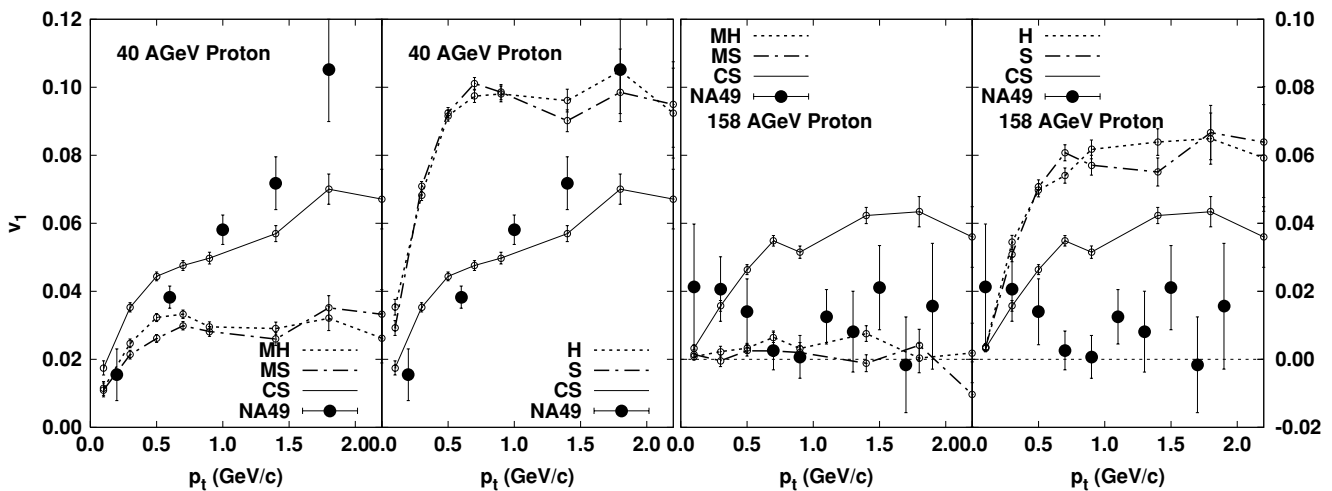 0.12
0.10
0.08
0.06
0.04
0.02
0.00
v1
40 AGeV Proton
MH
MS
CS
NA49
0.0 0.5 1.0 1.5 2.0
pt (GeV/c)
40 AGeV Proton
H
S
CS
NA49
0.0 0.5 1.0 1.5 2.0
pt (GeV/c)
MH
MS
CS
NA49
158 AGeV Proton
0.0 0.5 1.0 1.5 2.0
pt (GeV/c)
H
S
CS
NA49
158 AGeV Proton
0.0 0.5 1.0 1.5 2.0
pt (GeV/c)
0.10
0.08
0.06
0.04
0.02
0.00
-0.02